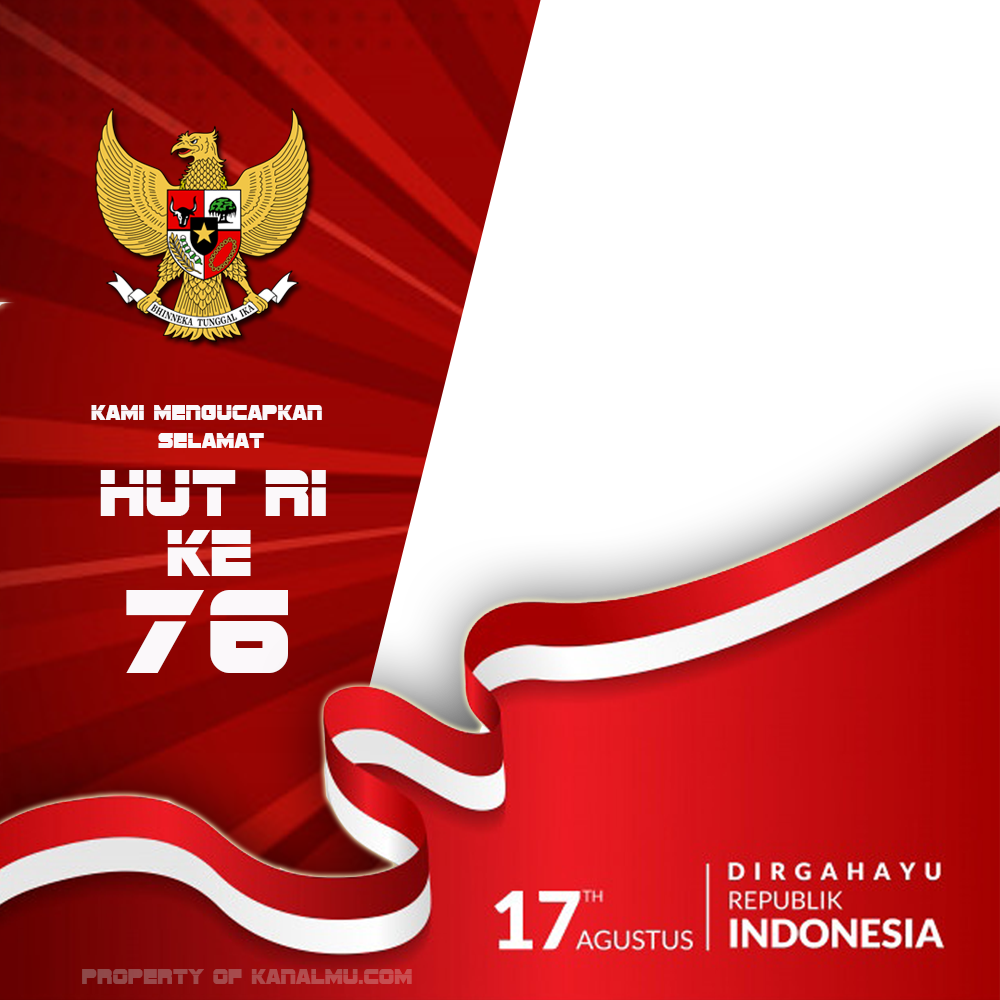 BHINNEKA TUNGGAL IKA
KAMI MENGUCAPKAN
SELAMAT
HUT RI
KE
76
17TH AGUSTUS
DIRGAHAYU
REPUBLIK
INDONESIA
PROPERTY OF KANALMU.COM